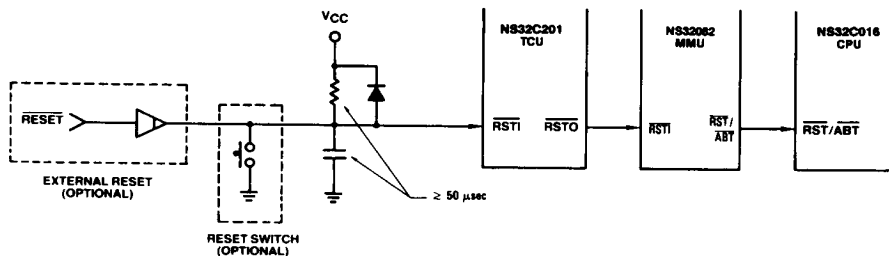 VCC
NS32C201
TCU
NS32082
MMU
NS32C016
CPU
RESET
RSTI
RSTO
RSTI
RST/
ABT
RST/ABT
EXTERNAL RESET
(OPTIONAL)
≥ 50 μsec
RESET SWITCH
(OPTIONAL)